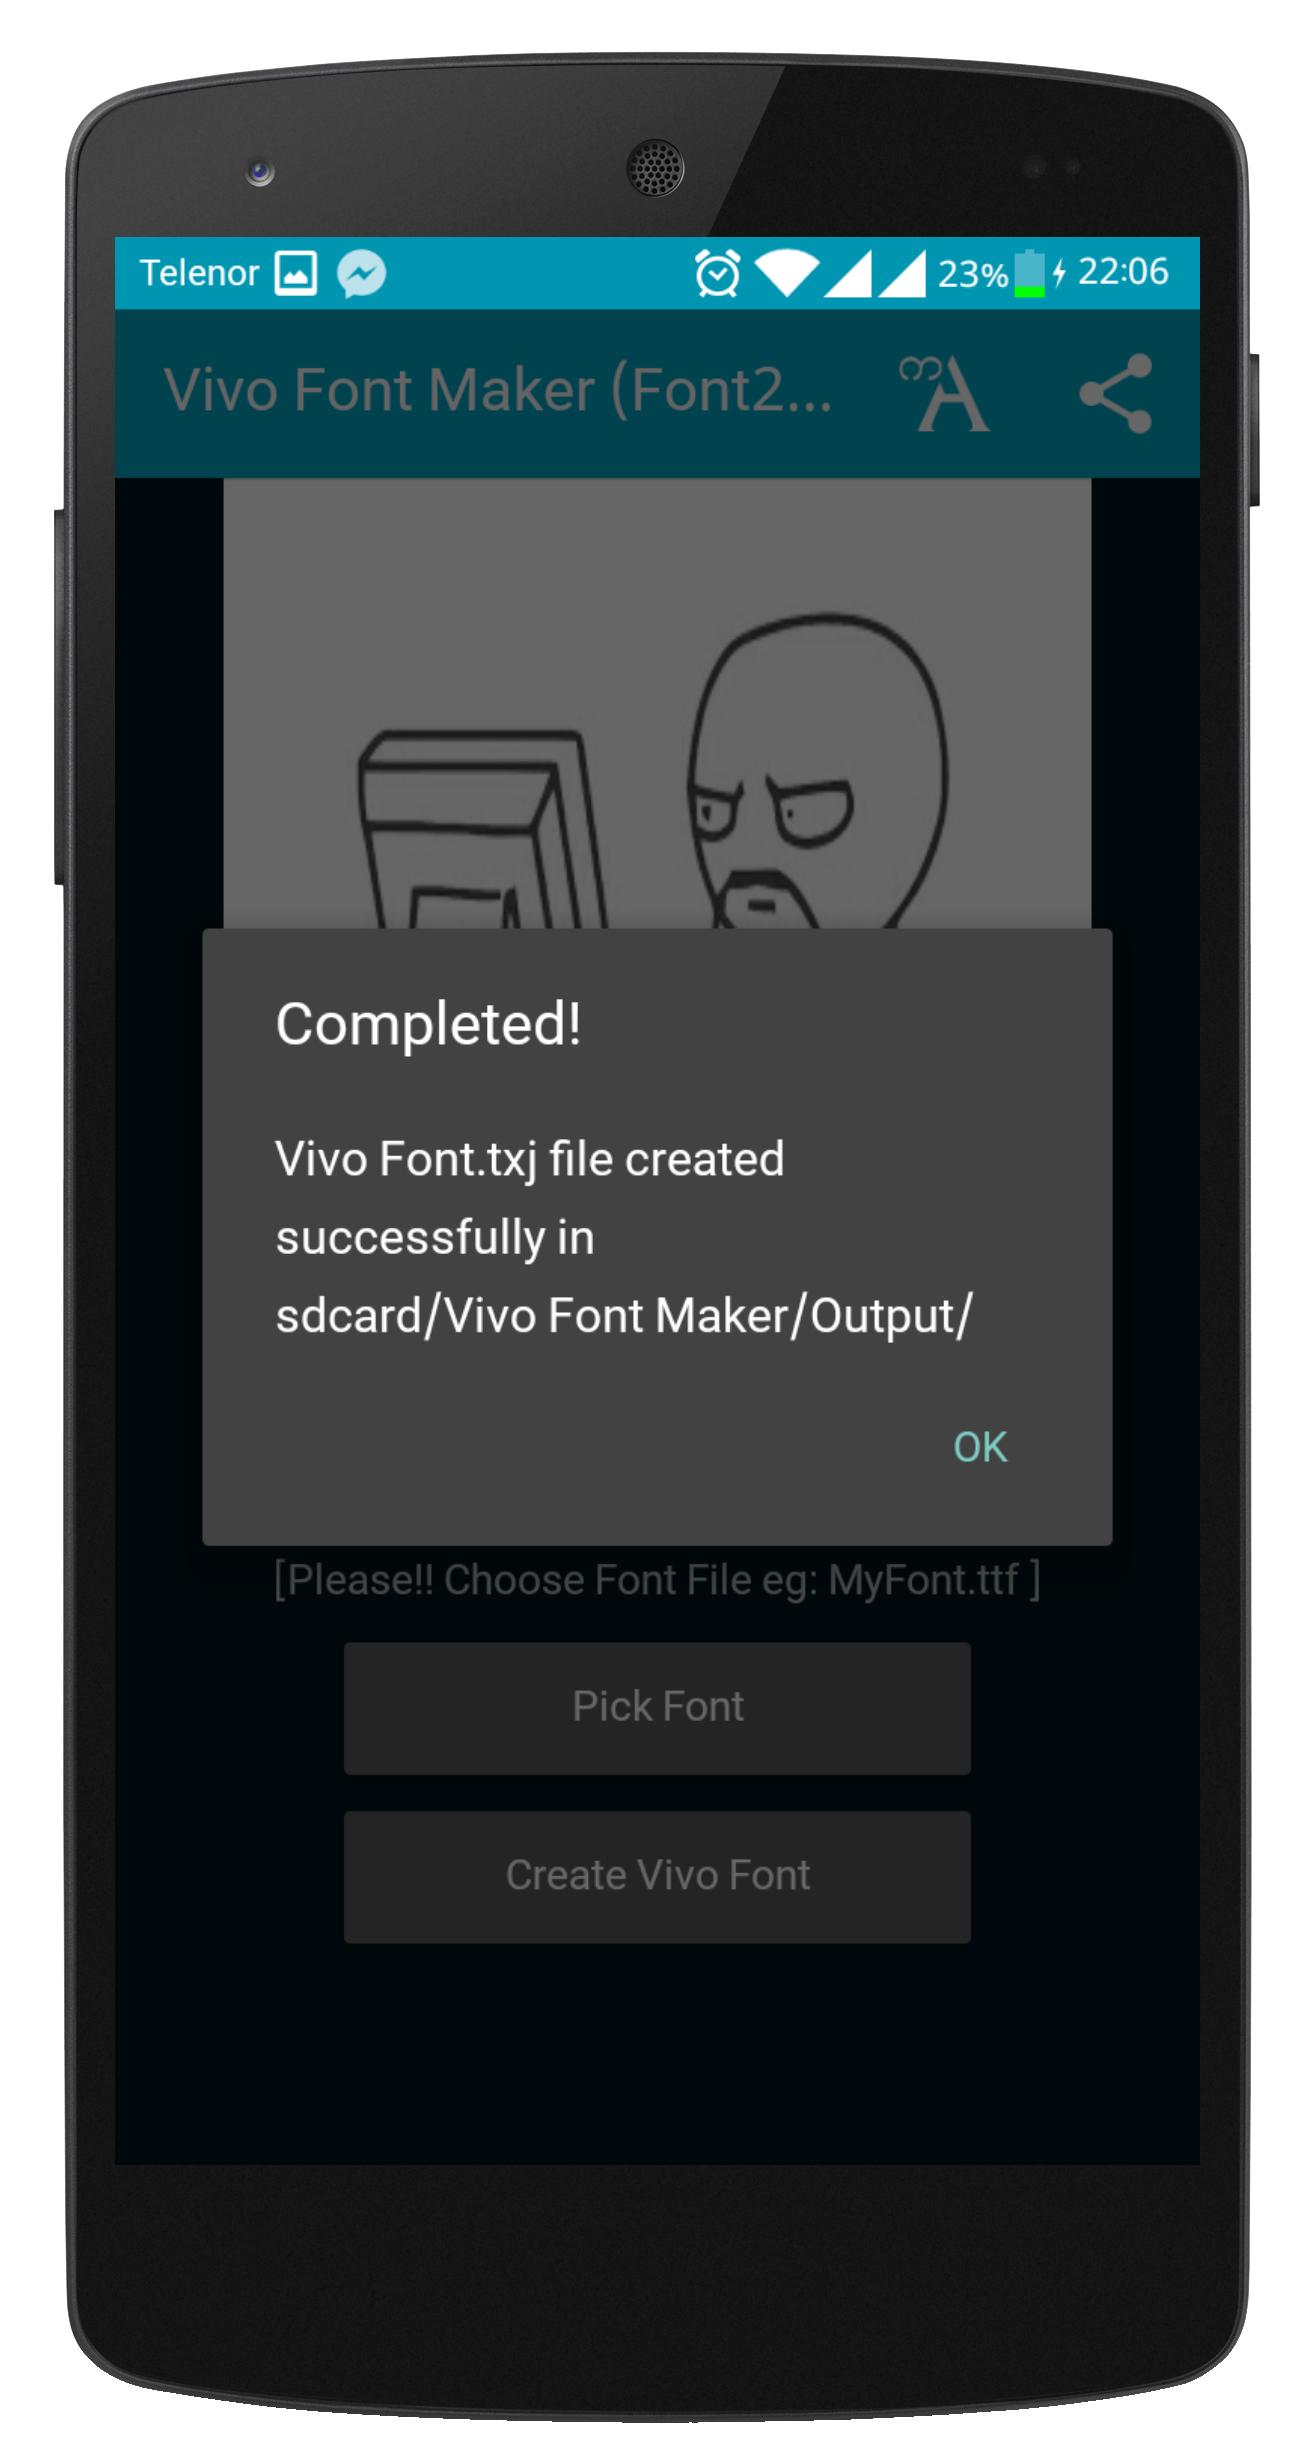 Telenor 23% 22:06
Vivo Font Maker (Font2...
Completed!
Vivo Font.txj file created
successfully in
sdcard/Vivo Font Maker/Output/
OK
[Please!! Choose Font File eg: MyFont.ttf ]
Pick Font
Create Vivo Font